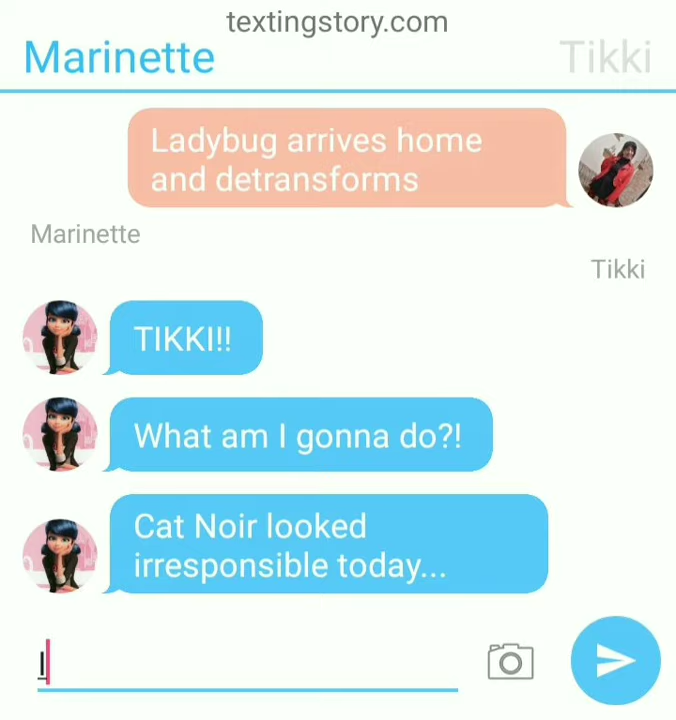 textingstory.com
Marinette
Tikki
Ladybug arrives home
and detransforms
Marinette
Tikki
TIKKI!!
What am I gonna do?!
Cat Noir looked
irresponsible today...
I